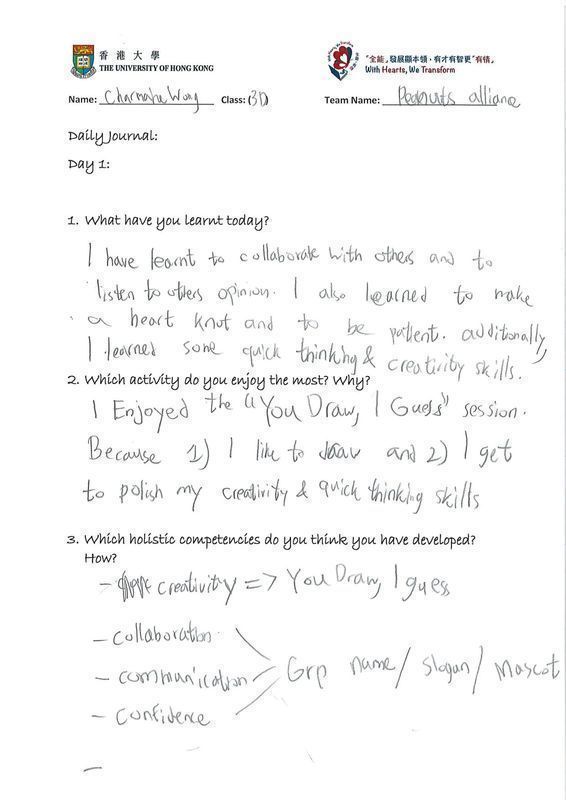 香港大學
THE UNIVERSITY OF HONG KONG
「全能」發展顯本領，有才有智更「有情」
With Hearts, We Transform
Name: Wong Class: (3D) Team Name: Peanuts alliance
Daily Journal:
Day 1:
1. What have you learnt today?
I have learnt to collaborate with others and to
listen to others opinion. I also learned to make
a heart knot and to be patient. additionally,
I learned some quick thinking & creativity skills.
2. Which activity do you enjoy the most? Why?
I Enjoyed the "You Draw, I Guess" session.
Because 1) I like to draw and 2) I get
to polish my creativity & quick thinking skills
3. Which holistic competencies do you think you have developed?
How?
- creativity => You Draw, I guess
- collaboration
- communication Grp name / slogan / Mascot
- confidence
-